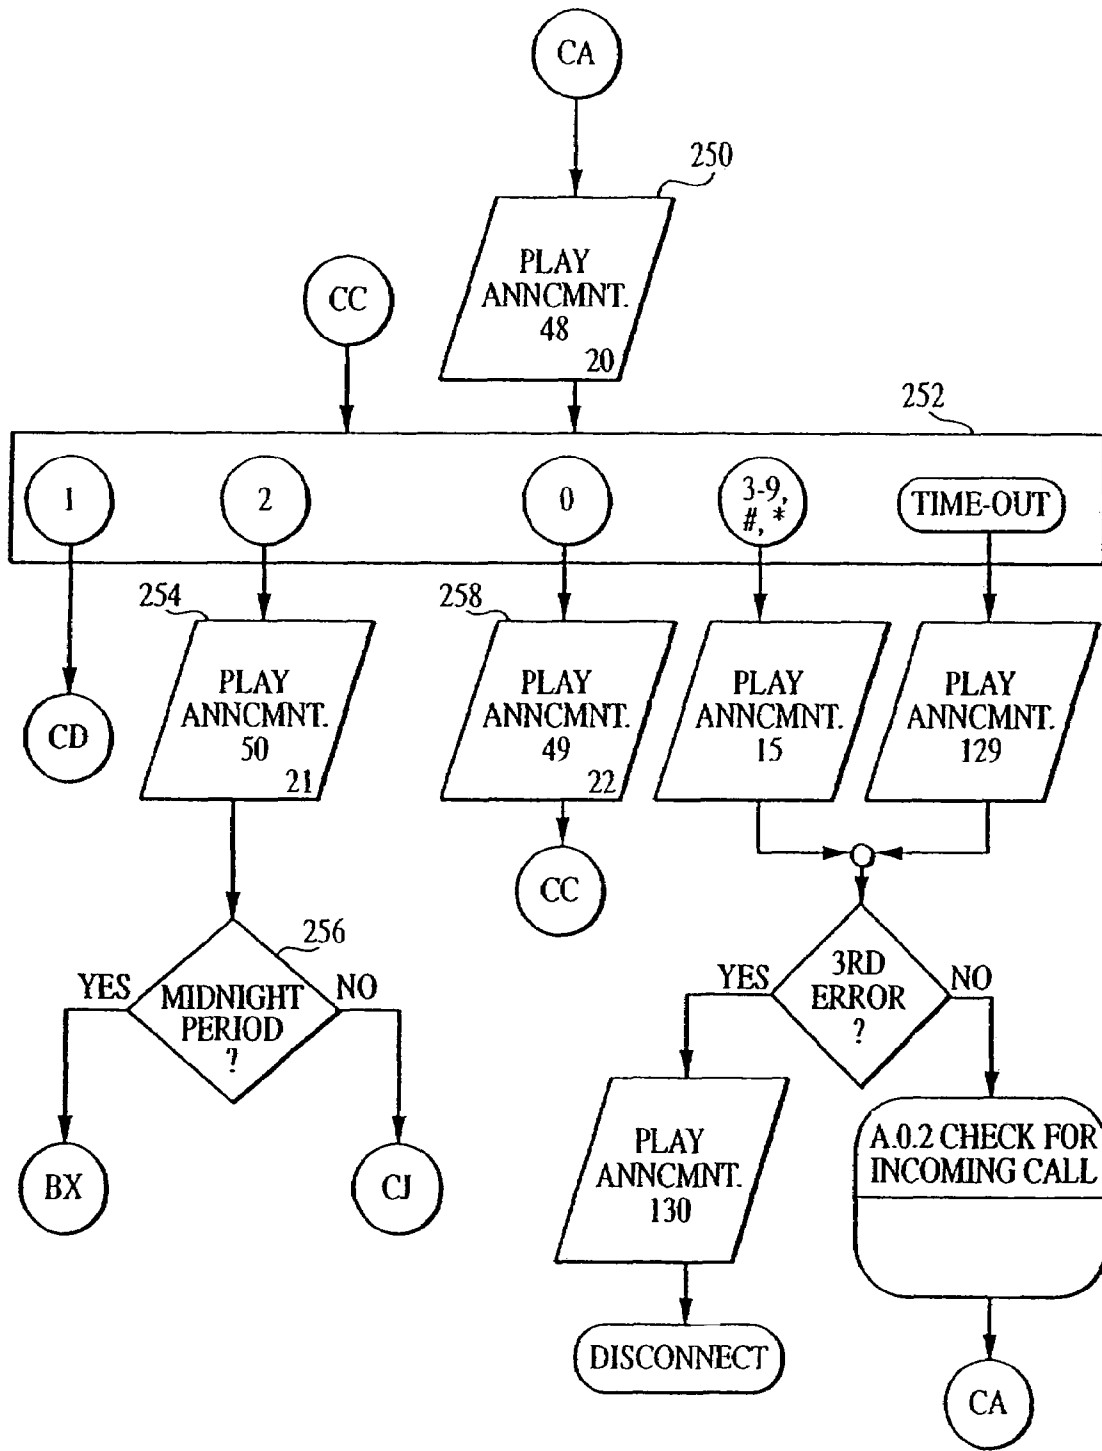 CA
250
PLAY
ANNCMNT.
48
20
CC
252
1
2
0
3-9,
#, *
TIME-OUT
254
258
PLAY
ANNCMNT.
50
21
PLAY
ANNCMNT.
49
22
PLAY
ANNCMNT.
15
PLAY
ANNCMNT.
129
CD
CC
256
YES
MIDNIGHT
PERIOD
?
NO
YES
3RD
ERROR
?
NO
BX
CJ
PLAY
ANNCMNT.
130
A.0.2 CHECK FOR
INCOMING CALL
DISCONNECT
CA